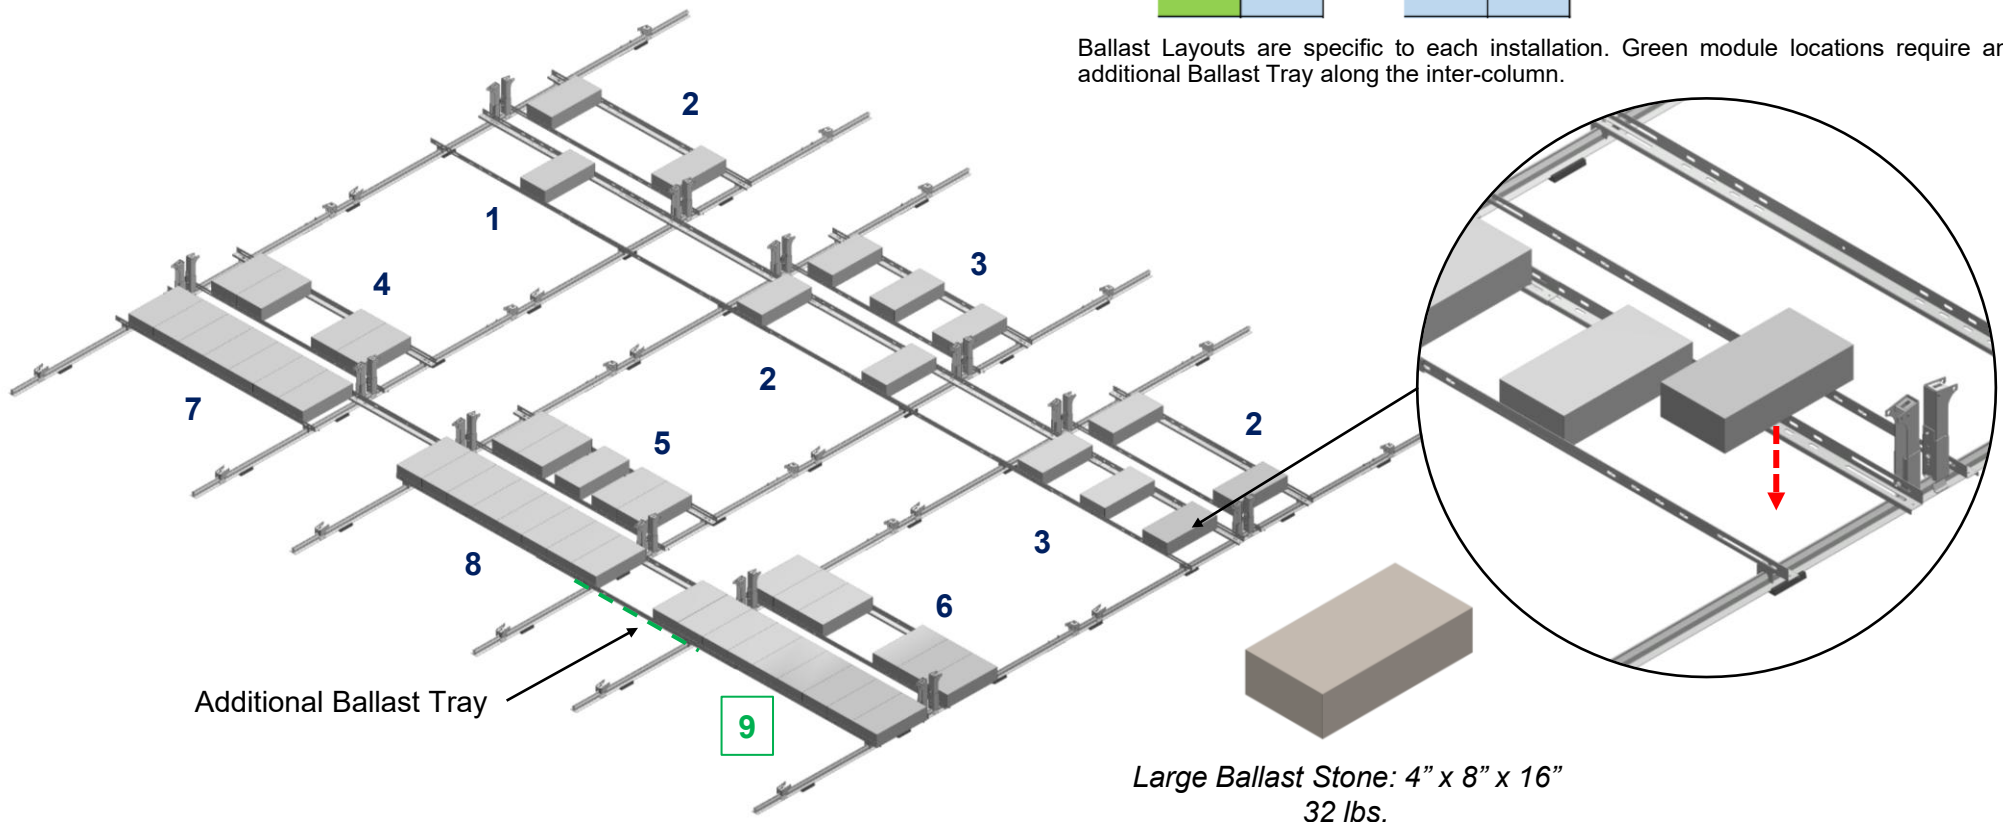 Ballast Layouts are specific to each installation. Green module locations require an
additional Ballast Tray along the inter-column.
2
1
3
4
2
7
2
5
8
3
6
Additional Ballast Tray
9
Large Ballast Stone: 4” x 8” x 16”
32 lbs.